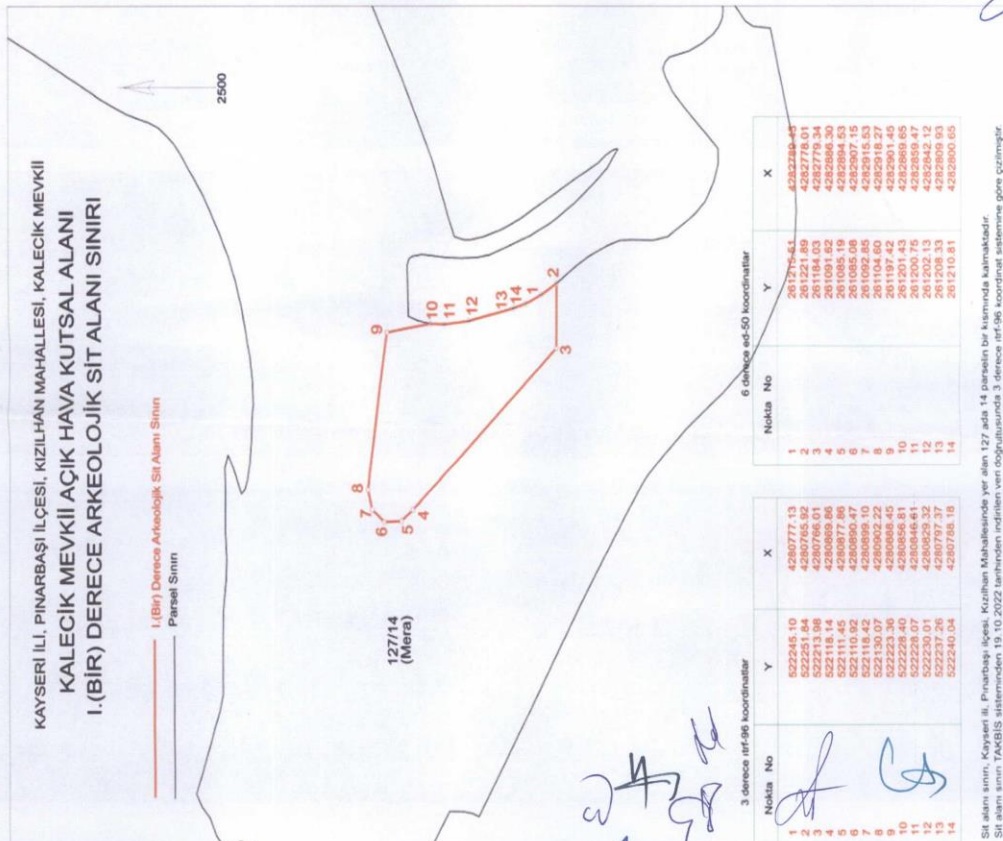 KAYSERİ İLİ, PINARBAŞI İLÇESİ, KIZILHAN MAHALLESİ, KALECİK MEVKİİ
KALECİK MEVKİİ AÇIK HAVA KUTSAL ALANI
I.(BİR) DERECE ARKEOLOJİK SİT ALANI SINIRI
2500
I.(Bir) Derece Arkeolojik Sit Alanı Sınırı
Parsel Sınırı
127/14
(Mera)
1
2
3
4
5
6
7
8
9
10
11
12
13
14
3 derece ıtrf-96 koordinatlar
Nokta No Y X
1 522245.10 4280777.13
2 522251.84 4280765.92
3 522213.98 4280766.01
4 4280869.86
5 4280877.86
6 4280890.47
7 522118.42 4280899.10
8 522130.07 4280902.22
9 522223.36 4280888.45
10 522228.40 4280856.81
11 522228.07 4280846.61
12 522230.01 4280829.32
13 522237.26 4280797.37
14 522240.04 4280788.18
6 derece ed-50 koordinatlar
Nokta No Y X
1 261215.61 4282789.45
2 261221.89 4282778.01
3 261184.03 4282779.34
4 261091.62 4282886.30
5 261085.19 4282894.53
6 261085.08 4282907.15
7 261092.85 4282915.53
8 261104.60 4282918.27
9 261197.42 4282901.45
10 261201.43 4282869.65
11 261200.75 4282859.47
12 261202.13 4282842.12
13 261208.33 4282809.93
14 261210.81 4282800.65
Sit alanı sınırı, Kayseri ili, Pınarbaşı ilçesi, Kızılhan Mahallesinde yer alan 127 ada 14 parselin bir kısmında kalmaktadır.
Sit alanı sınırı TAKBİS sisteminden 19.10.2022 tarihinden indirilen veri doğrultusunda 3 derece ıtrf-96 koordinat sistemine göre çizilmiştir.